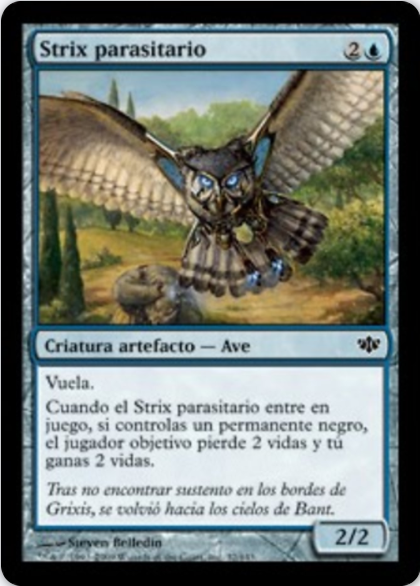 Strix parasitario 2
Criatura artefacto — Ave
Vuela.
Cuando el Strix parasitario entre en
juego, si controlas un permanente negro,
el jugador objetivo pierde 2 vidas y tú
ganas 2 vidas.
Tras no encontrar sustento en los bordes de
Grixis, se volvió hacia los cielos de Bant.
2/2
Steven Belledin